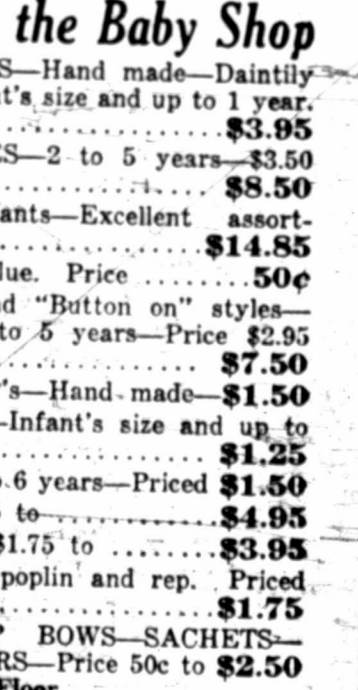 the Baby Shop
S—Hand made—Daintily
t's size and up to 1 year.
..................$3.95
ES—2 to 5 years—$3.50
..................$8.50
ants—Excellent assort-
..................$14.85
lue. Price ........50¢
nd "Button on" styles—
to 5 years—Price $2.95
..................$7.50
's—Hand made—$1.50
-Infant's size and up to
..................$1.25
6 years—Priced $1.50
to..................$4.95
$1.75 to ........$3.95
poplin and rep. Priced
..................$1.75
BOWS—SACHETS—
RS—Price 50c to $2.50
Floor